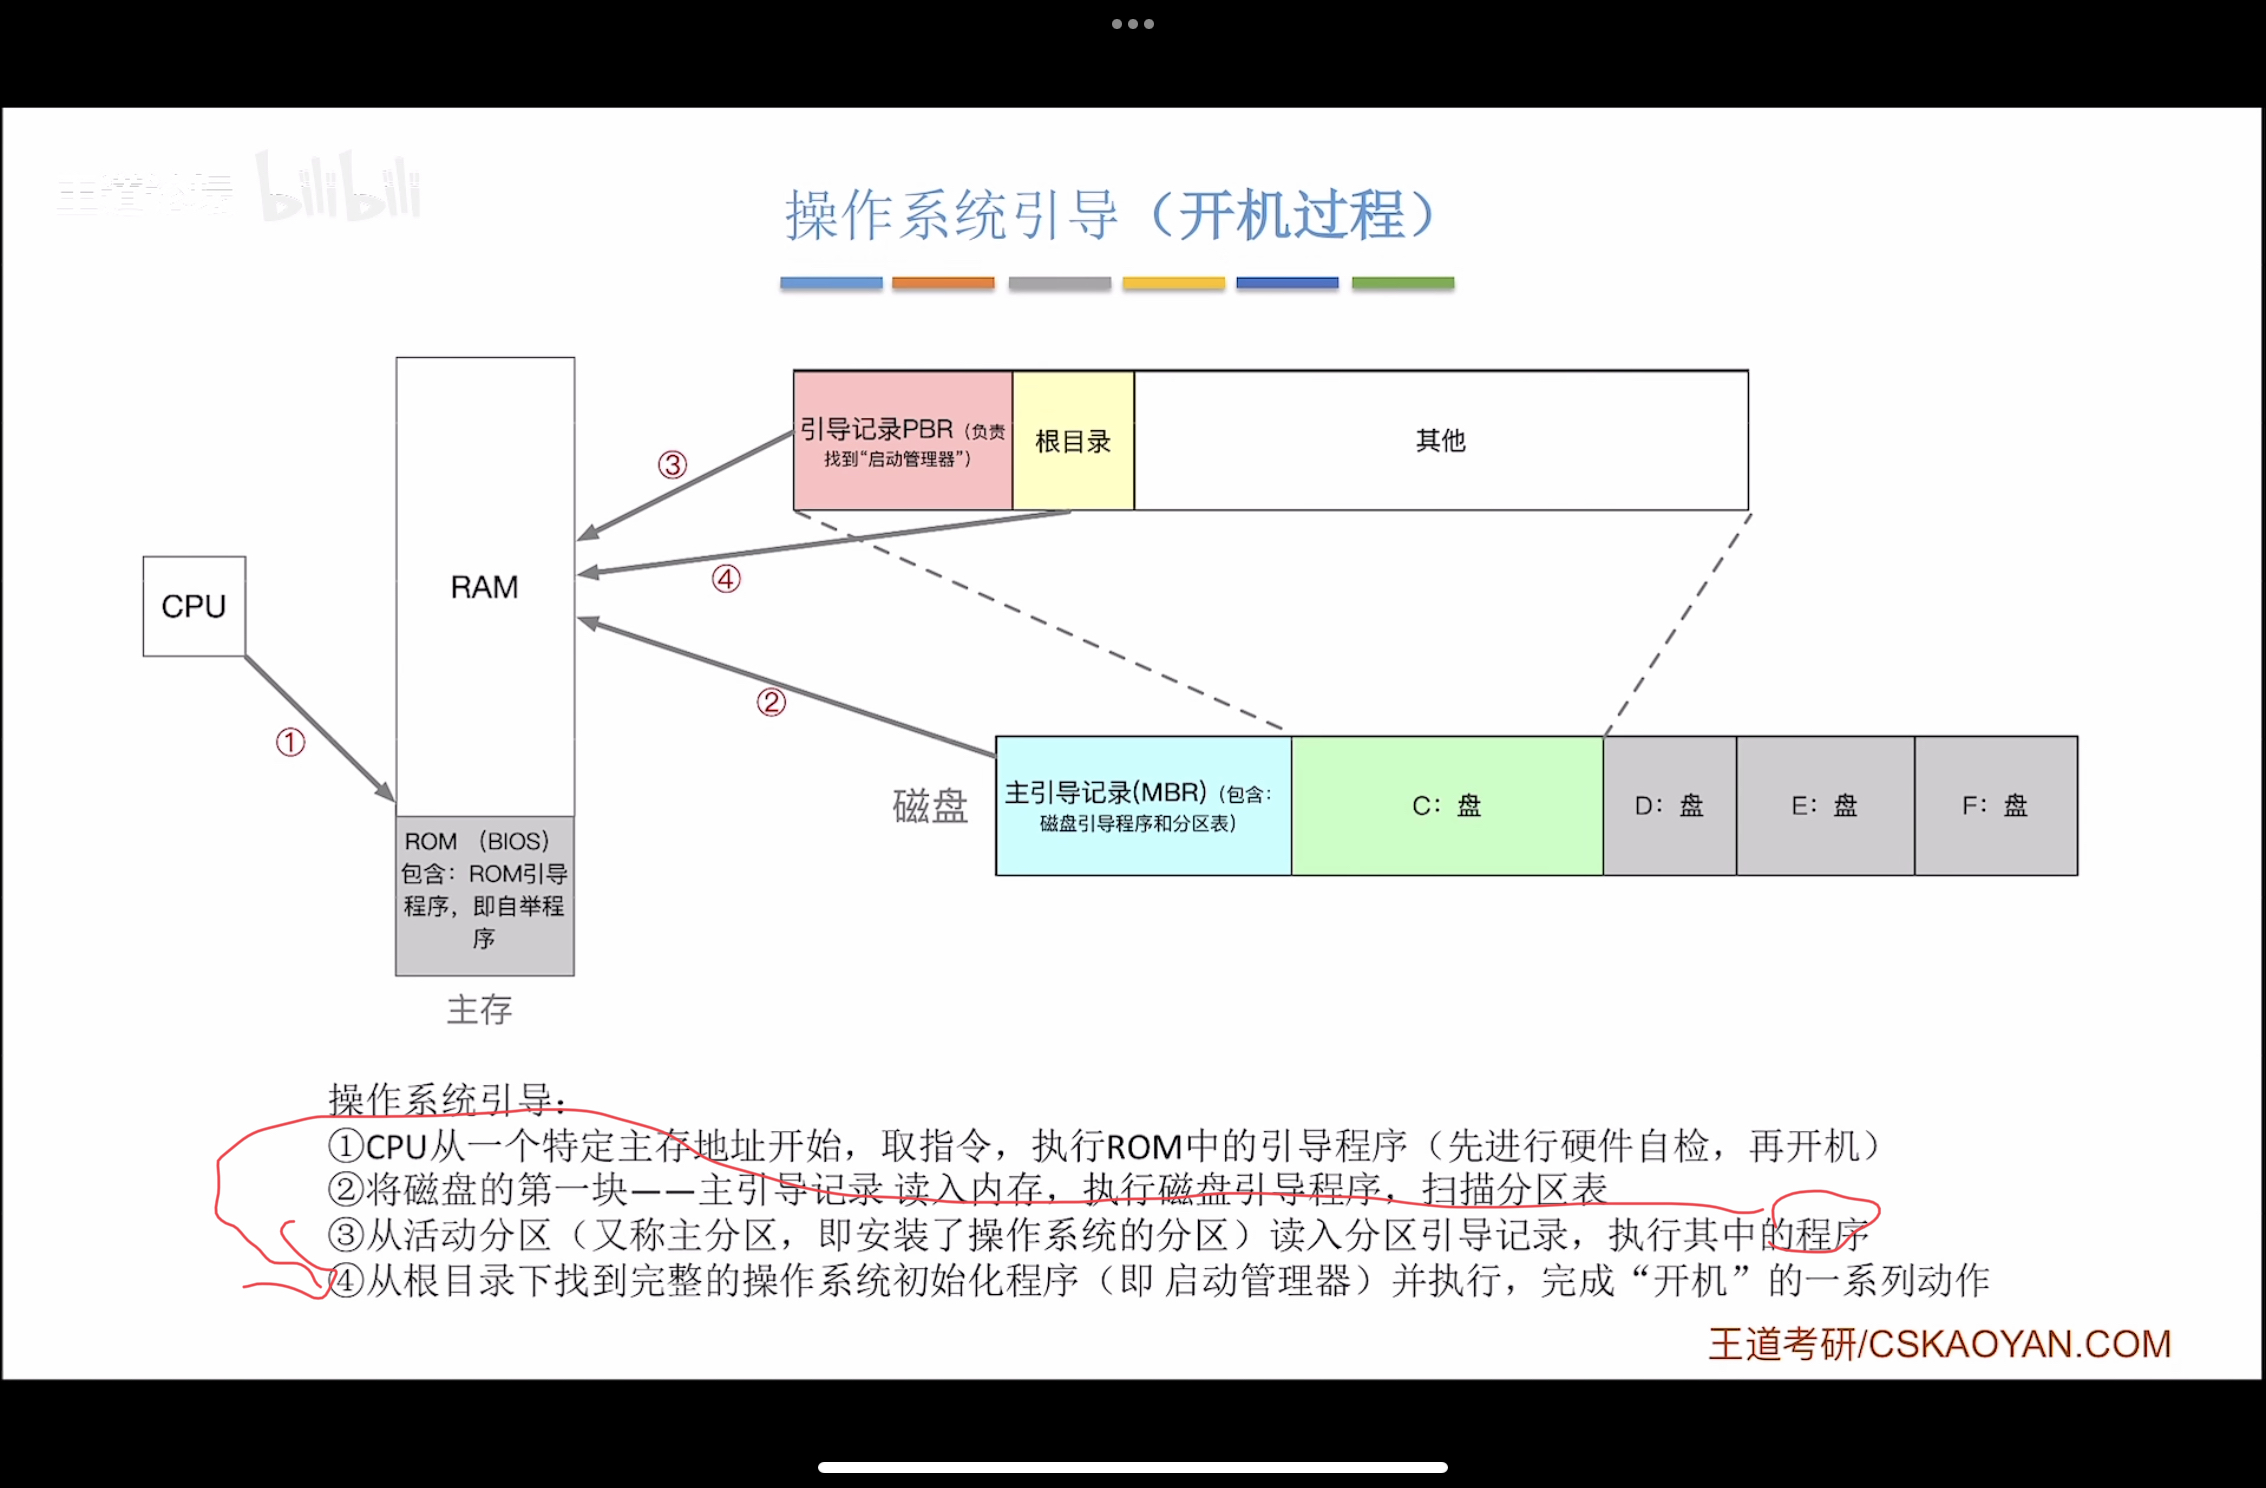 bilibili
操作系统引导（开机过程）
引导记录PBR（负责
找到“启动管理器”）
根目录
其他
③
④
RAM
CPU
②
①
磁盘
主引导记录(MBR)（包含：
磁盘引导程序和分区表）
C：盘
D：盘
E：盘
F：盘
ROM （BIOS）
包含：ROM引导
程序，即自举程
序
主存
操作系统引导：
①CPU从一个特定主存地址开始，取指令，执行ROM中的引导程序（先进行硬件自检，再开机）
②将磁盘的第一块——主引导记录 读入内存，执行磁盘引导程序，扫描分区表
③从活动分区（又称主分区，即安装了操作系统的分区）读入分区引导记录，执行其中的程序
④从根目录下找到完整的操作系统初始化程序（即 启动管理器）并执行，完成“开机”的一系列动作
王道考研/CSKAOYAN.COM